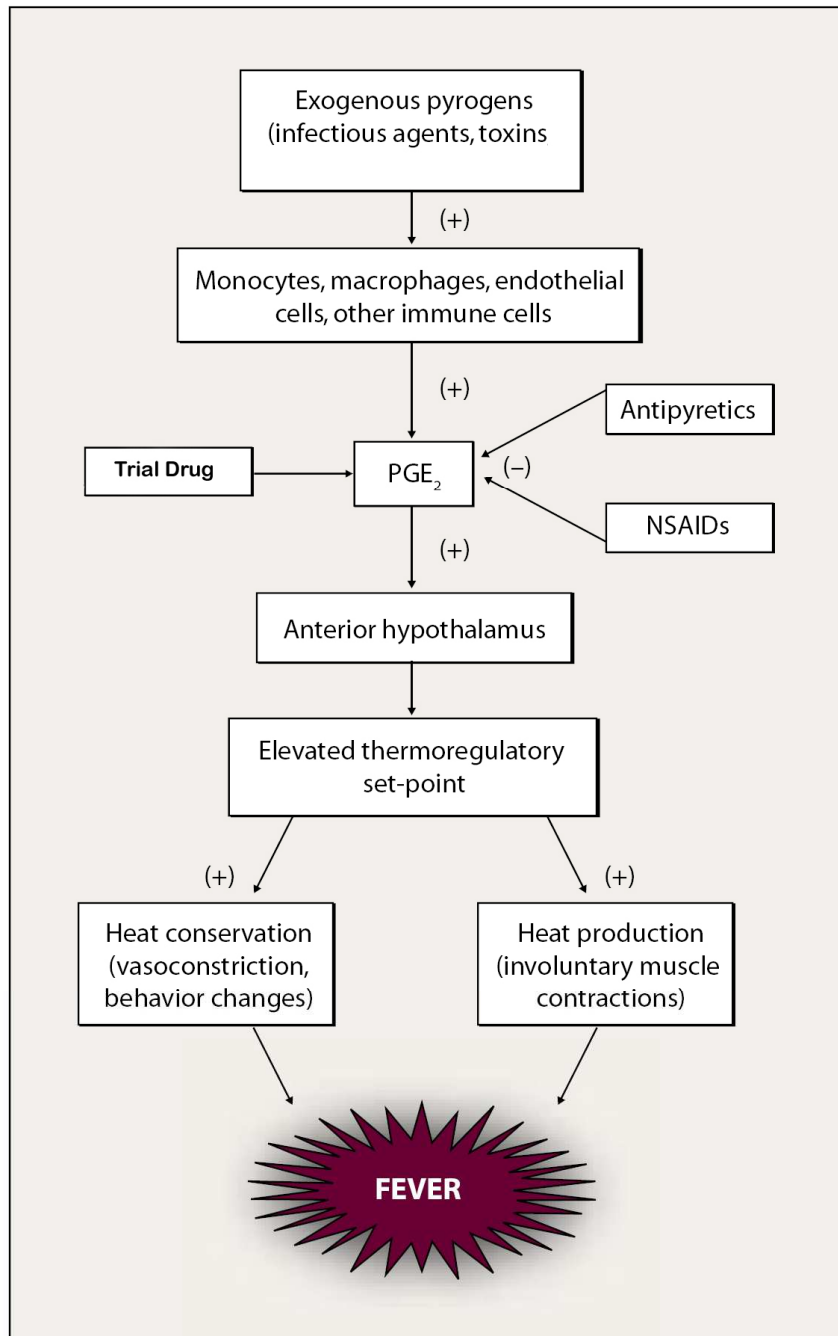 Exogenous pyrogens
(infectious agents, toxins
(+)
Monocytes, macrophages, endothelial
cells, other immune cells
(+)
Antipyretics
Trial Drug
PGE₂
(–)
NSAIDs
(+)
Anterior hypothalamus
Elevated thermoregulatory
set-point
(+)
(+)
Heat conservation
(vasoconstriction,
behavior changes)
Heat production
(involuntary muscle
contractions)
FEVER